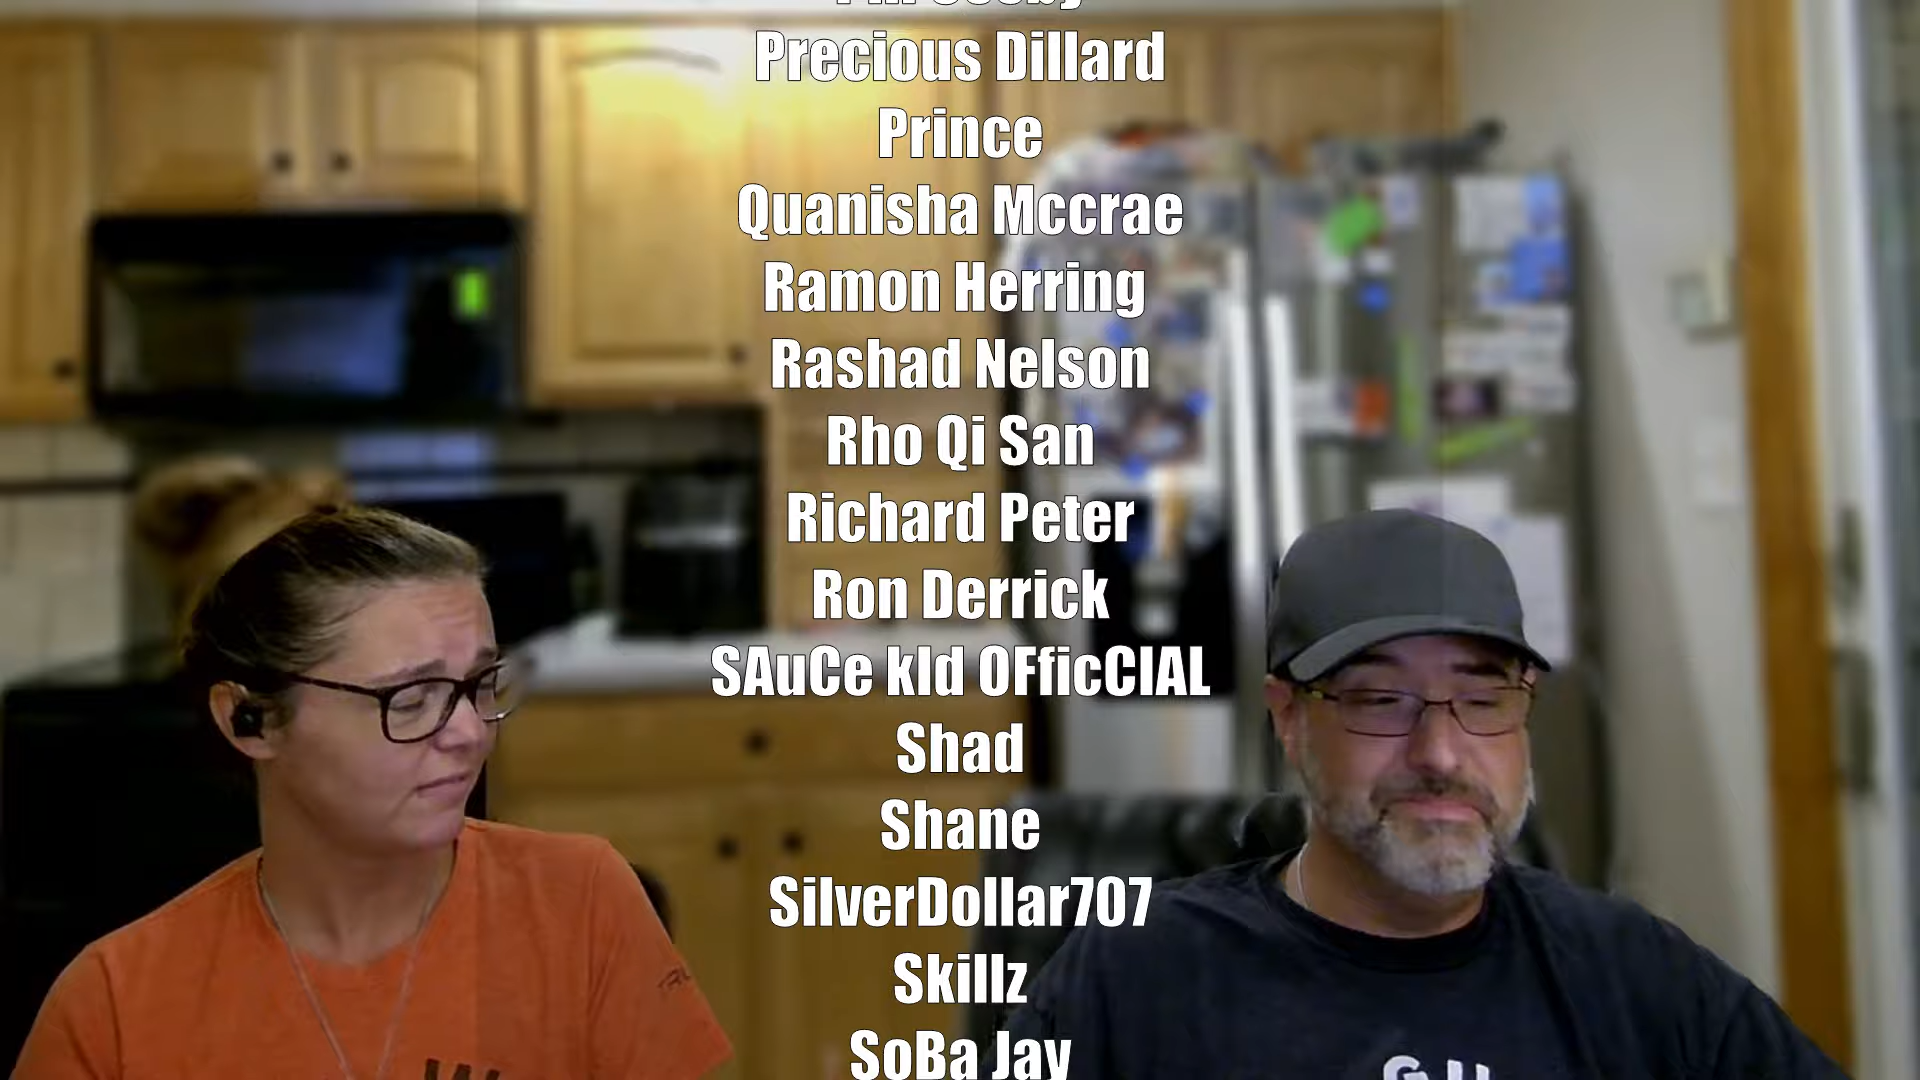 Precious Dillard
Prince
Quanisha Mccrae
Ramon Herring
Rashad Nelson
Rho Qi San
Richard Peter
Ron Derrick
SAuCe kId OFficCIAL
Shad
Shane
SilverDollar707
Skillz
SoBa Jay